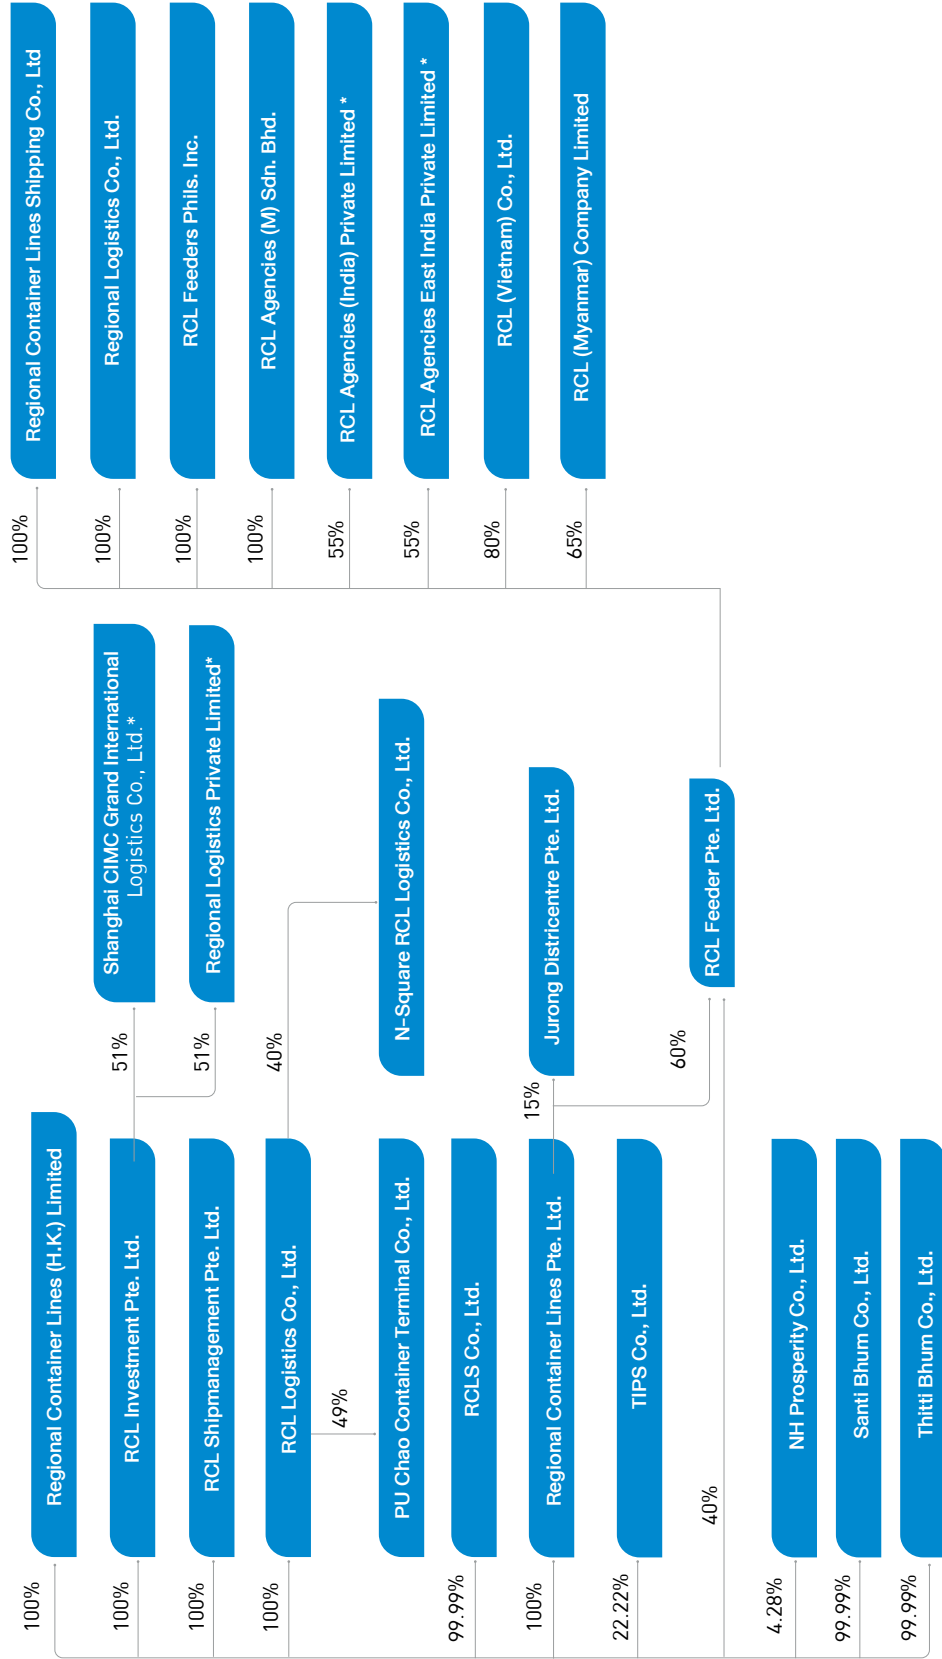 100%
Regional Container Lines (H.K.) Limited
100%
RCL Investment Pte. Ltd.
51%
Shanghai CIMC Grand International
Logistics Co., Ltd.*
51%
Regional Logistics Private Limited*
100%
RCL Shipmanagement Pte. Ltd.
100%
RCL Logistics Co., Ltd.
40%
N-Square RCL Logistics Co., Ltd.
49%
PU Chao Container Terminal Co., Ltd.
99.99%
RCLS Co., Ltd.
100%
Regional Container Lines Pte. Ltd.
15%
Jurong Districentre Pte. Ltd.
22.22%
TIPS Co., Ltd.
60%
40%
RCL Feeder Pte. Ltd.
4.28%
NH Prosperity Co., Ltd.
99.99%
Santi Bhum Co., Ltd.
99.99%
Thitti Bhum Co., Ltd.
100%
Regional Container Lines Shipping Co., Ltd
100%
Regional Logistics Co., Ltd.
100%
RCL Feeders Phils. Inc.
100%
RCL Agencies (M) Sdn. Bhd.
55%
RCL Agencies (India) Private Limited *
55%
RCL Agencies East India Private Limited *
80%
RCL (Vietnam) Co., Ltd.
65%
RCL (Myanmar) Company Limited